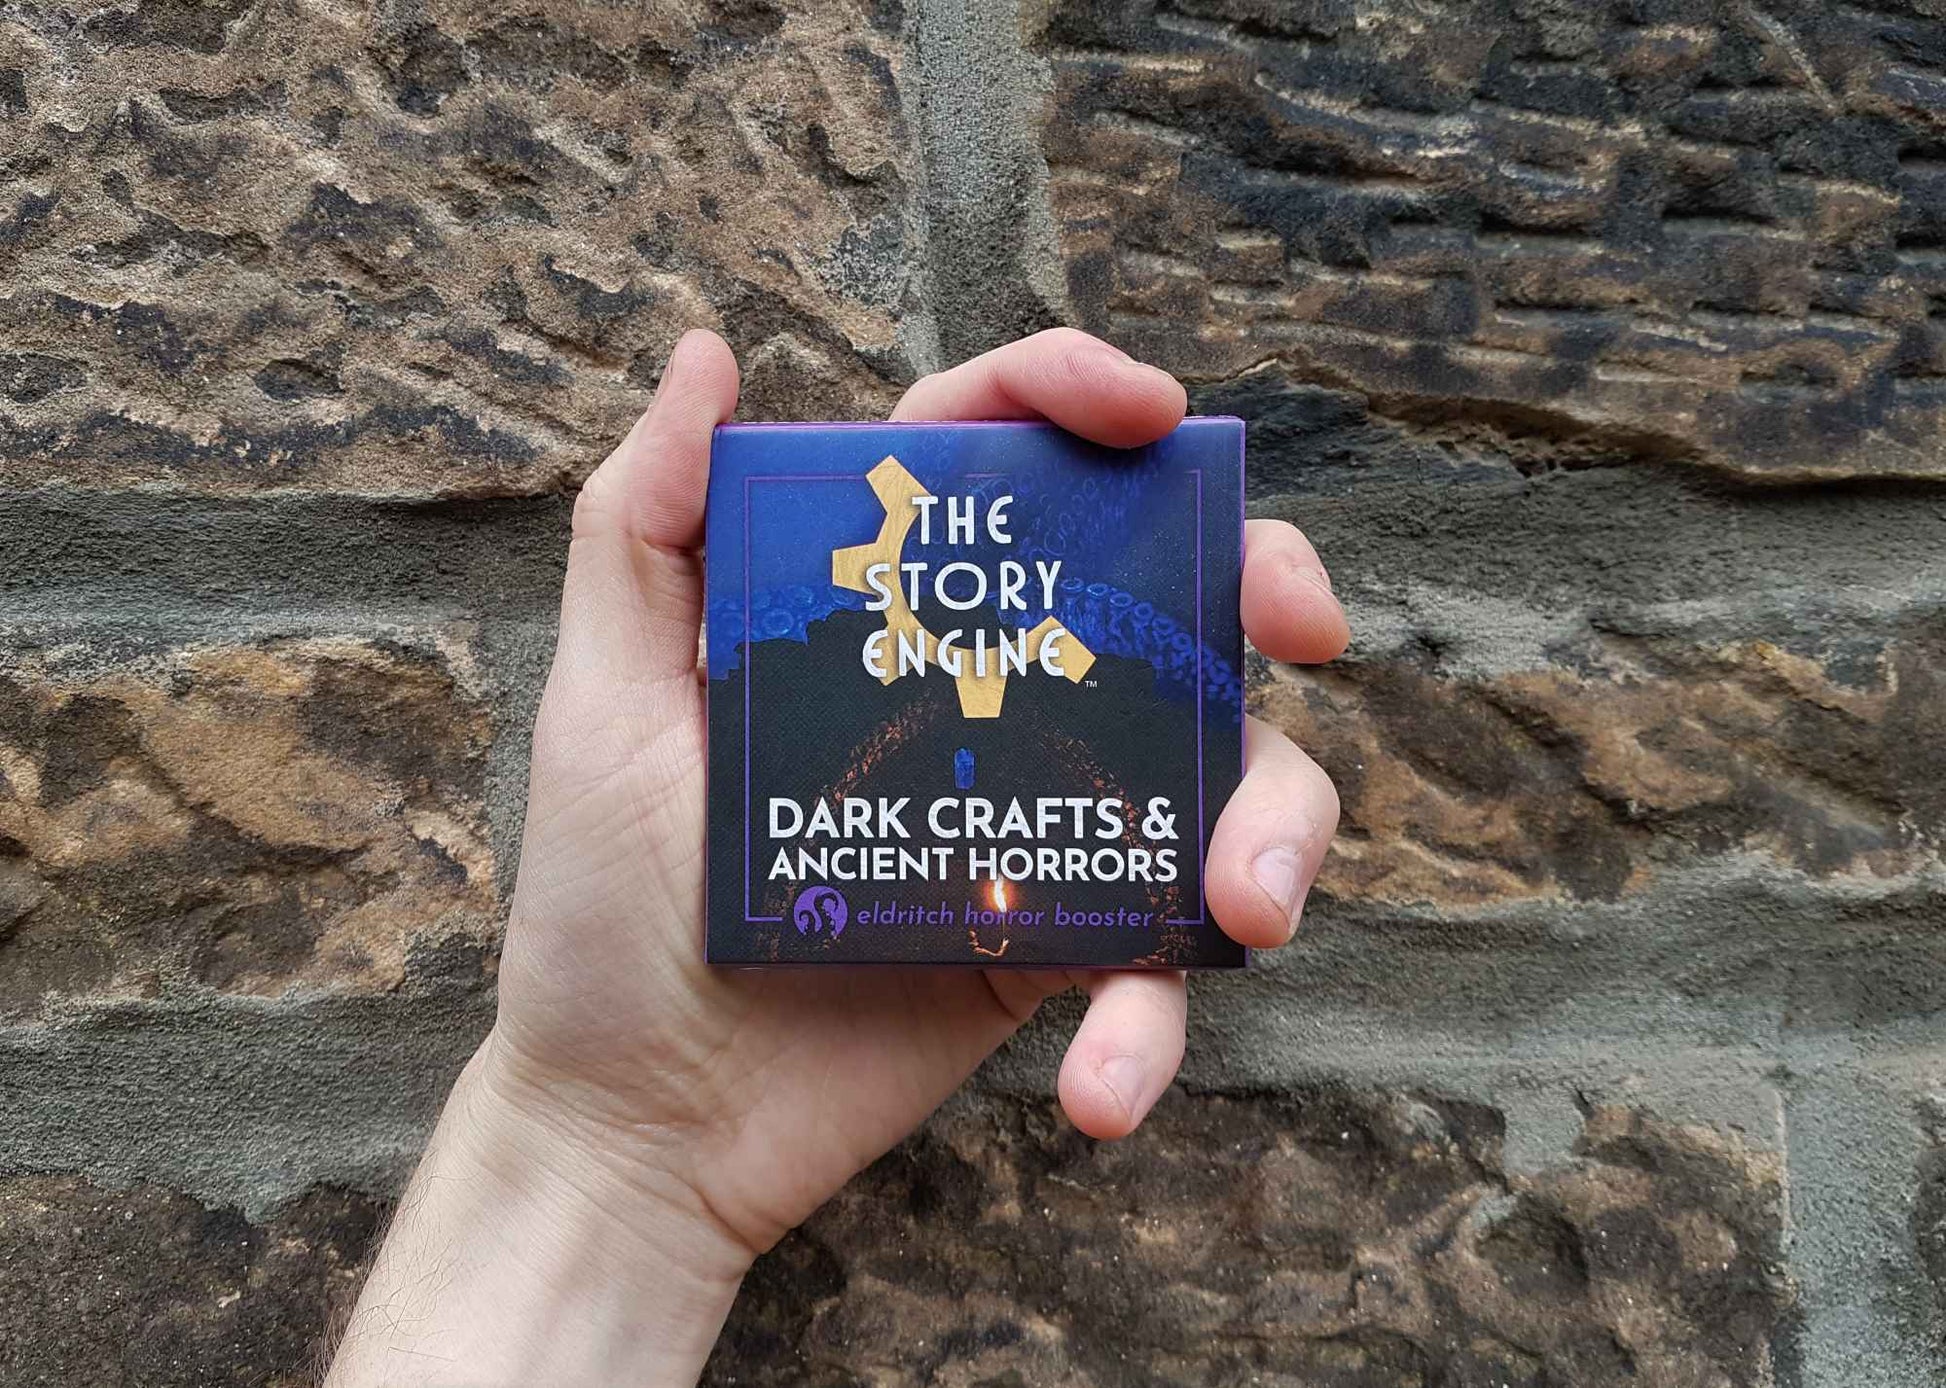 THE
STORY
ENGINE
TM
DARK CRAFTS &
ANCIENT HORRORS
eldritch horror booster